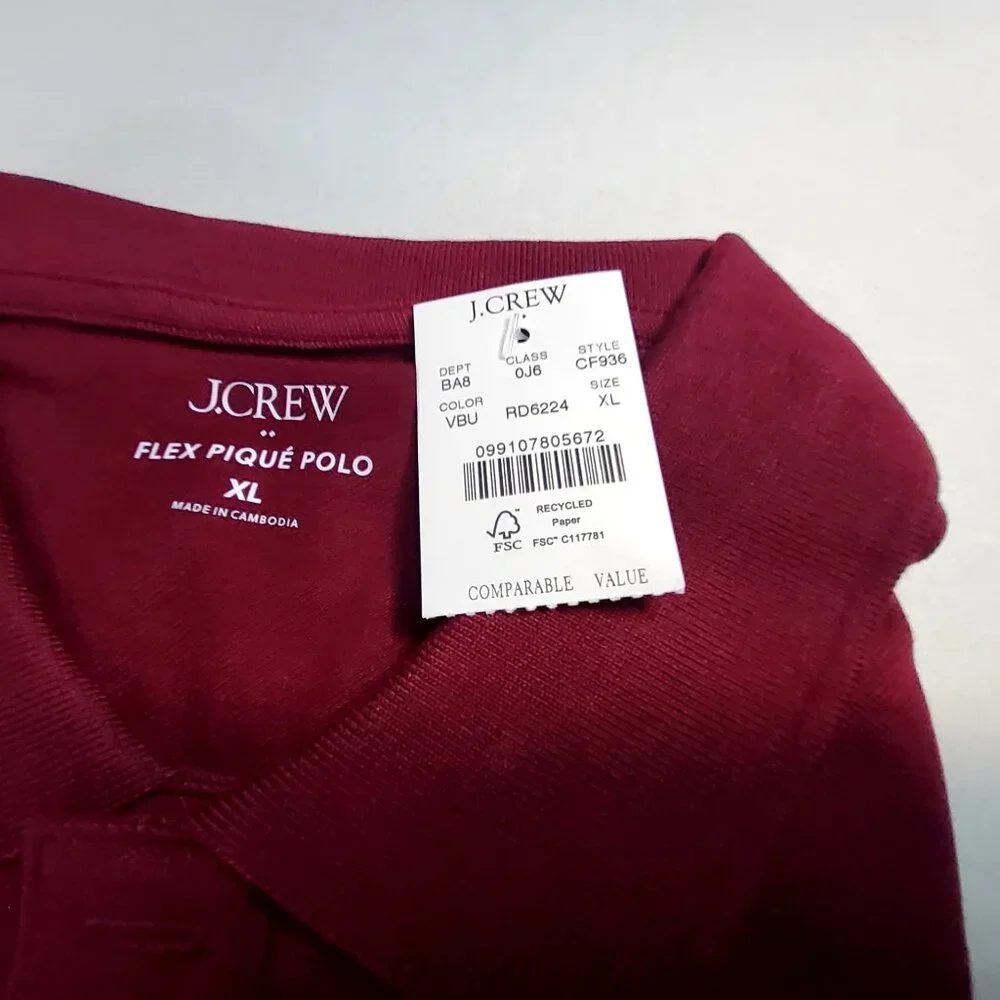 J.CREW
FLEX PIQUÉ POLO
XL
MADE IN CAMBODIA
J.CREW
DEPT CLASS STYLE
BA8 0J6 CF936
COLOR SIZE
VBU RD6224 XL
099107805672
RECYCLED
Paper
FSC™ FSC™ C117781
COMPARABLE VALUE